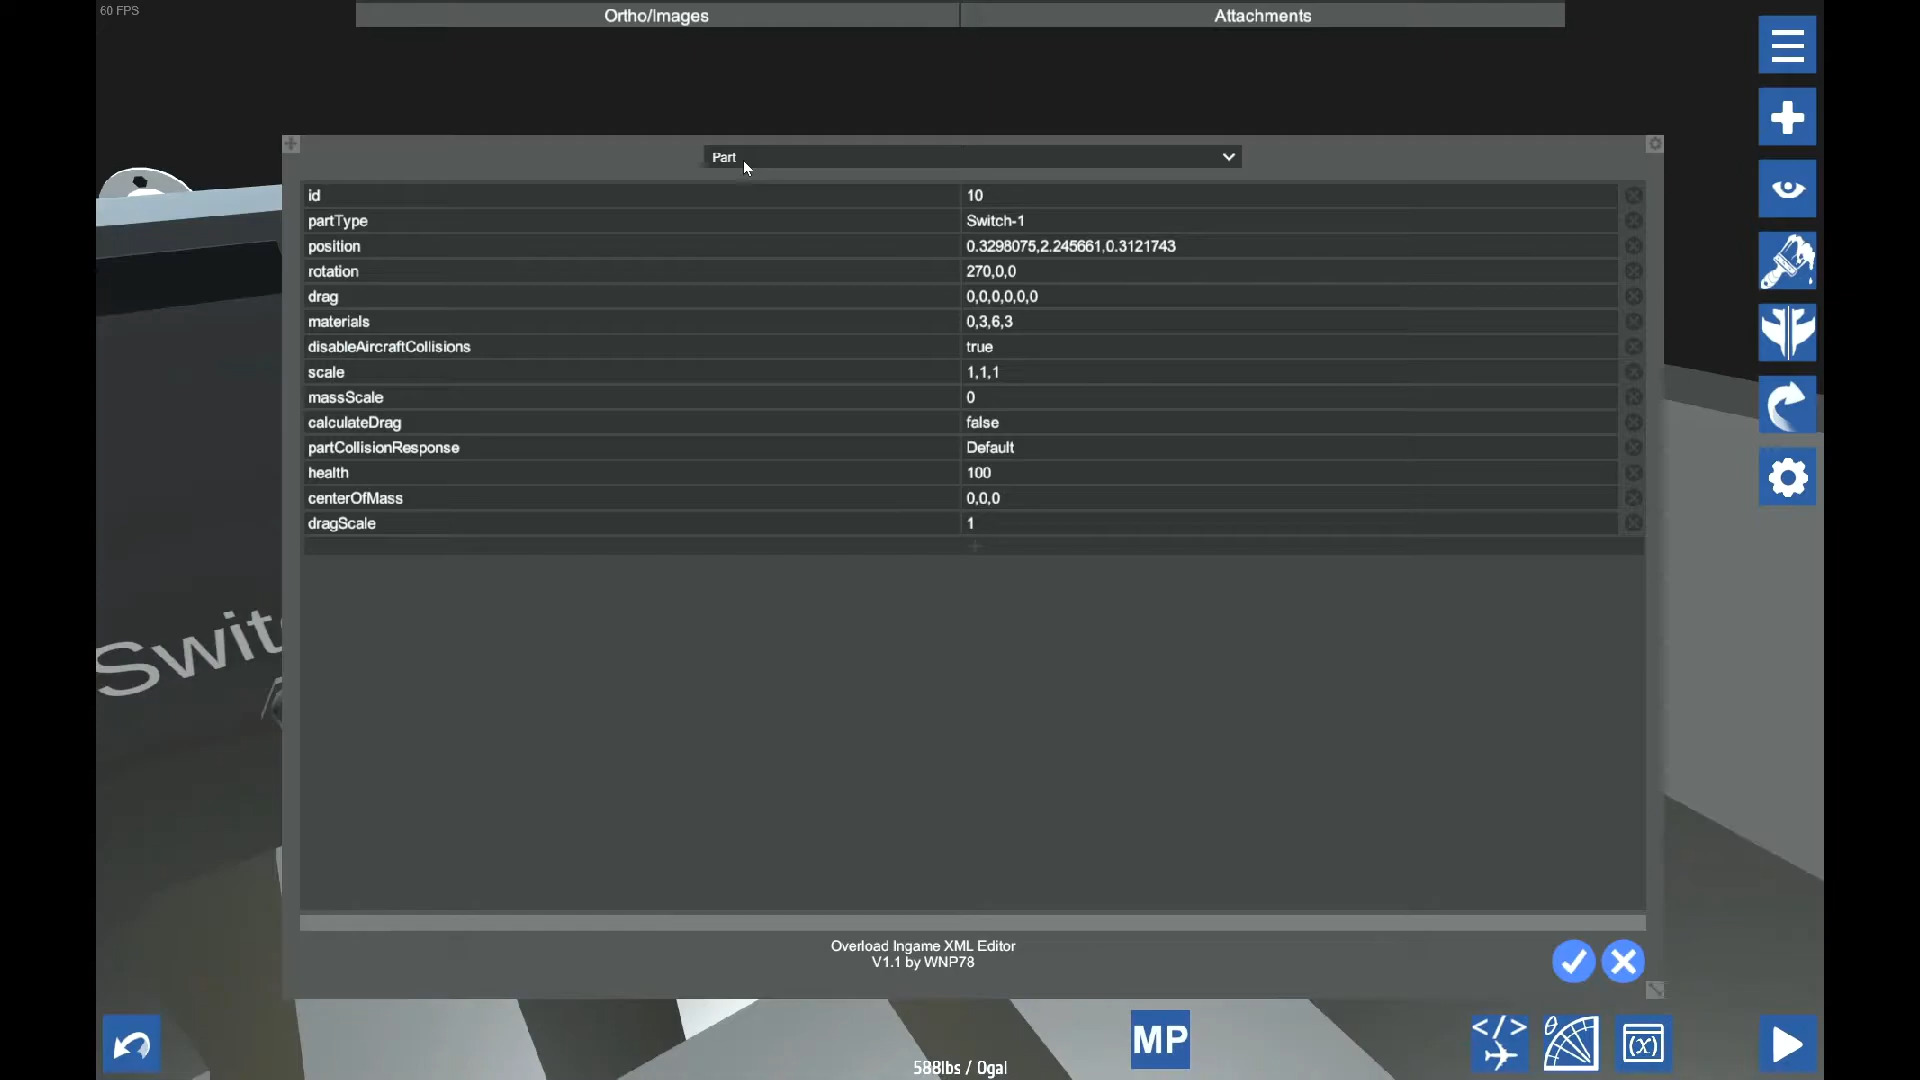 60 FPS
Ortho/Images Attachments
Part
id 10
partType Switch-1
position 0.3298075,2.245661,0.3121743
rotation 270,0,0
drag 0,0,0,0,0,0
materials 0,3,6,3
disableAircraftCollisions true
scale 1,1,1
massScale 0
calculateDrag false
partCollisionResponse Default
health 100
centerOfMass 0,0,0
dragScale 1
Swit
Overload Ingame XML Editor
V1.1 by WNP78
MP
</>
(x)
588lbs / 0gal